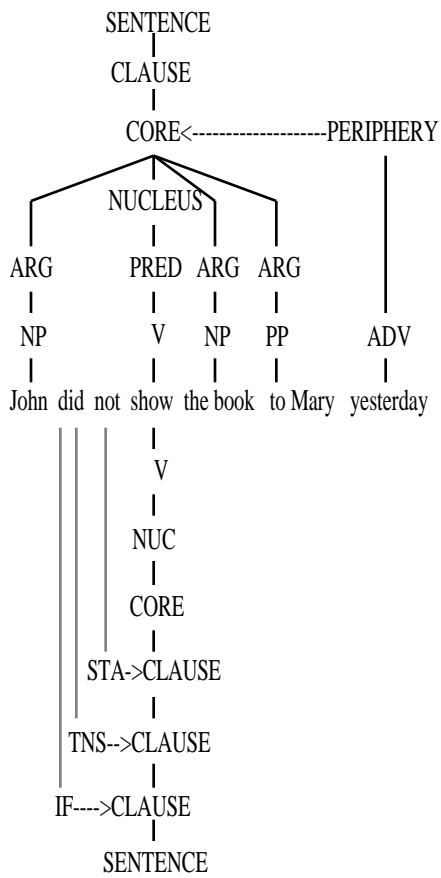 SENTENCE
CLAUSE
CORE<---------------------PERIPHERY
NUCLEUS
ARG PRED ARG ARG
NP V NP PP ADV
John did not show the book to Mary yesterday
V
NUC
CORE
STA->CLAUSE
TNS-->CLAUSE
IF---->CLAUSE
SENTENCE